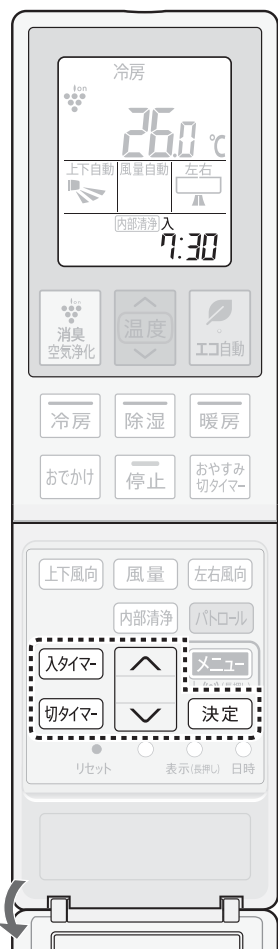 冷房
ion
26.0 ℃
上下自動 風量自動 左右
内部清浄 入
7:30
ion
消臭
空気浄化
温度
エコ自動
冷房 除湿 暖房
おでかけ 停止 おやすみ
切タイマー
上下風向 風量 左右風向
内部清浄 パトロール
入タイマー メニュー
切タイマー 決定
リセット 表示(長押し) 日時